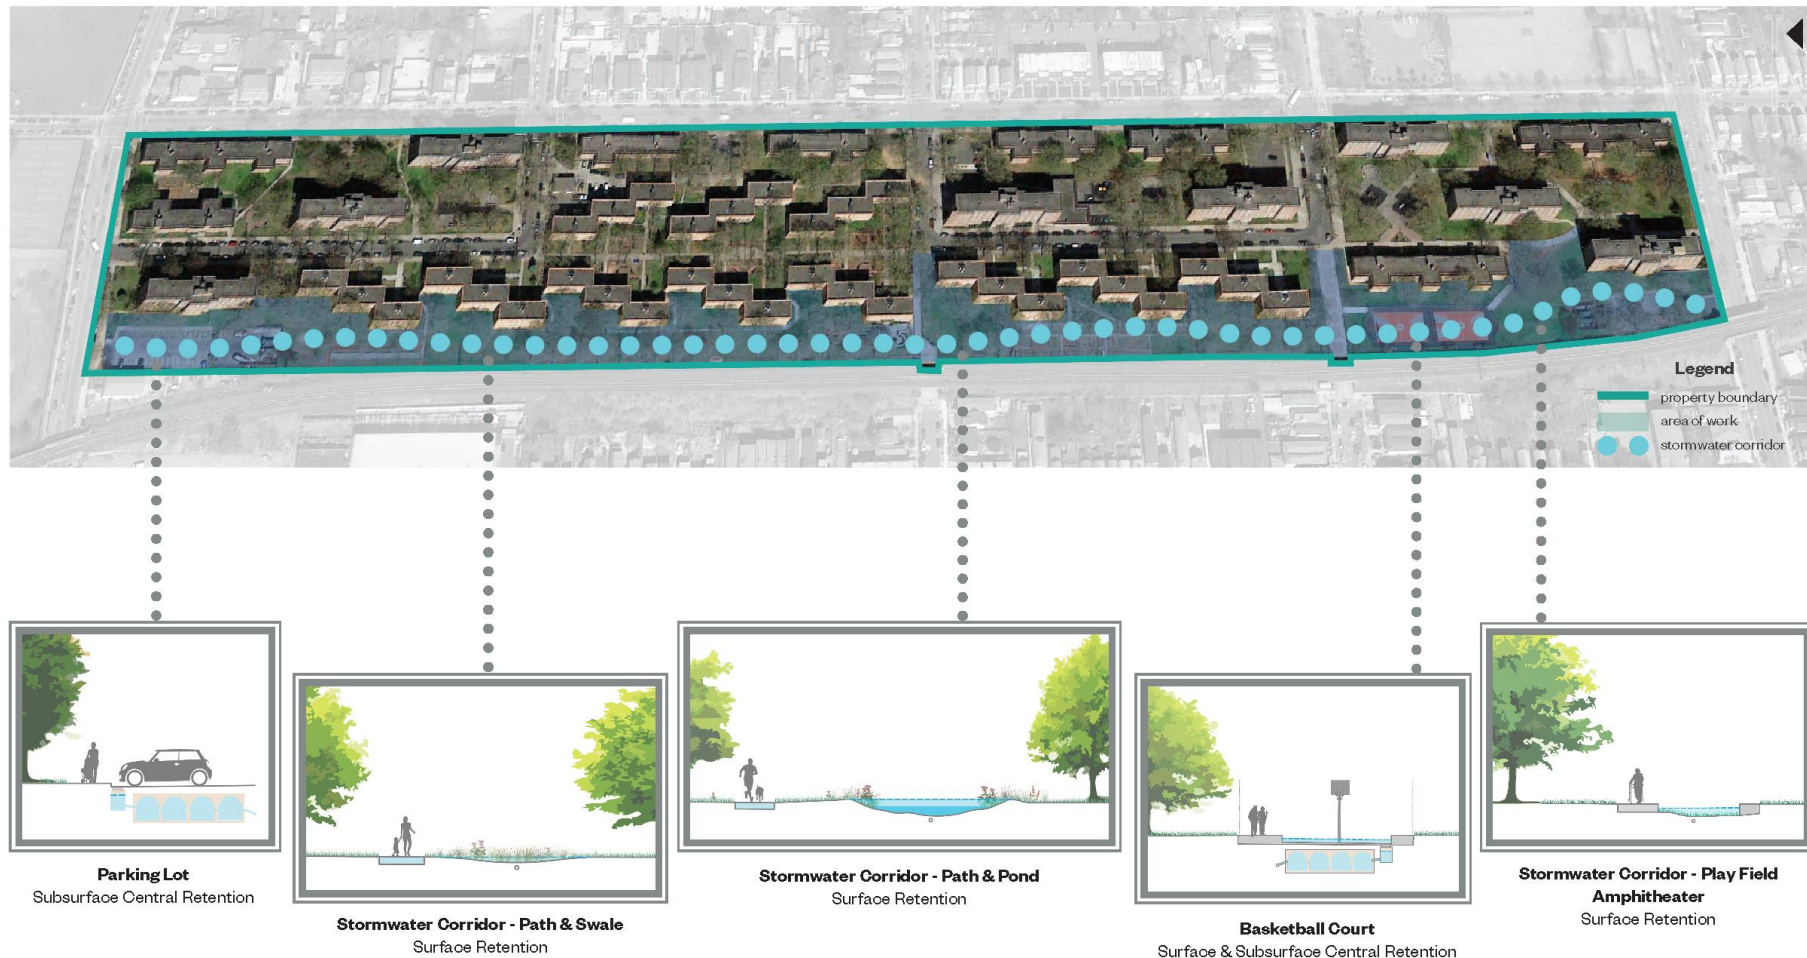 Legend
property boundary
area of work
stormwater corridor
Parking Lot
Subsurface Central Retention
Stormwater Corridor - Path & Swale
Surface Retention
Stormwater Corridor - Path & Pond
Surface Retention
Basketball Court
Surface & Subsurface Central Retention
Stormwater Corridor - Play Field
Amphitheater
Surface Retention